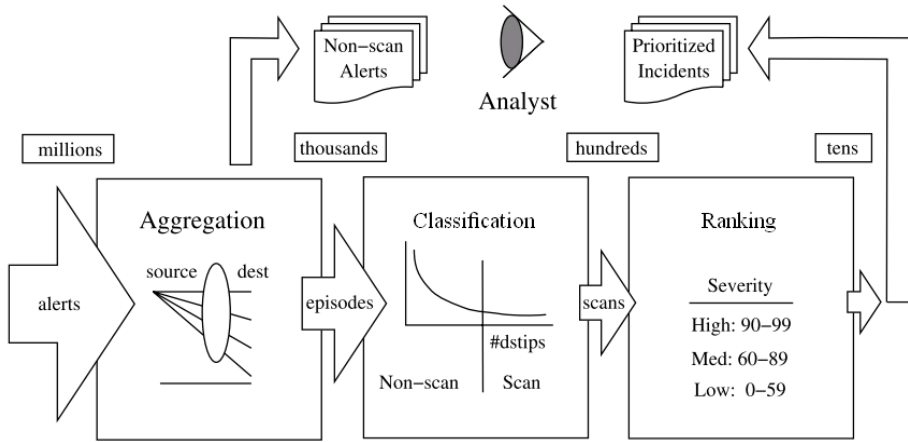 Non-scan
Alerts
Analyst
Prioritized
Incidents
millions
thousands
hundreds
tens
alerts
Aggregation
source dest
episodes
Classification
#dstips
Non-scan Scan
scans
Ranking
Severity
High: 90-99
Med: 60-89
Low: 0-59